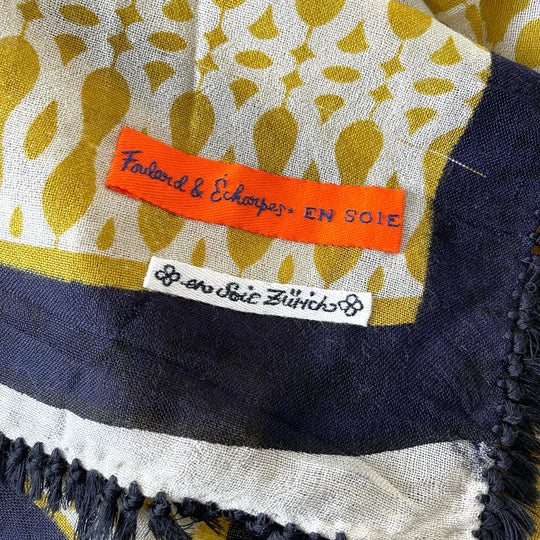 Foulard & Écharpes. EN SOIE
en Soie Zürich